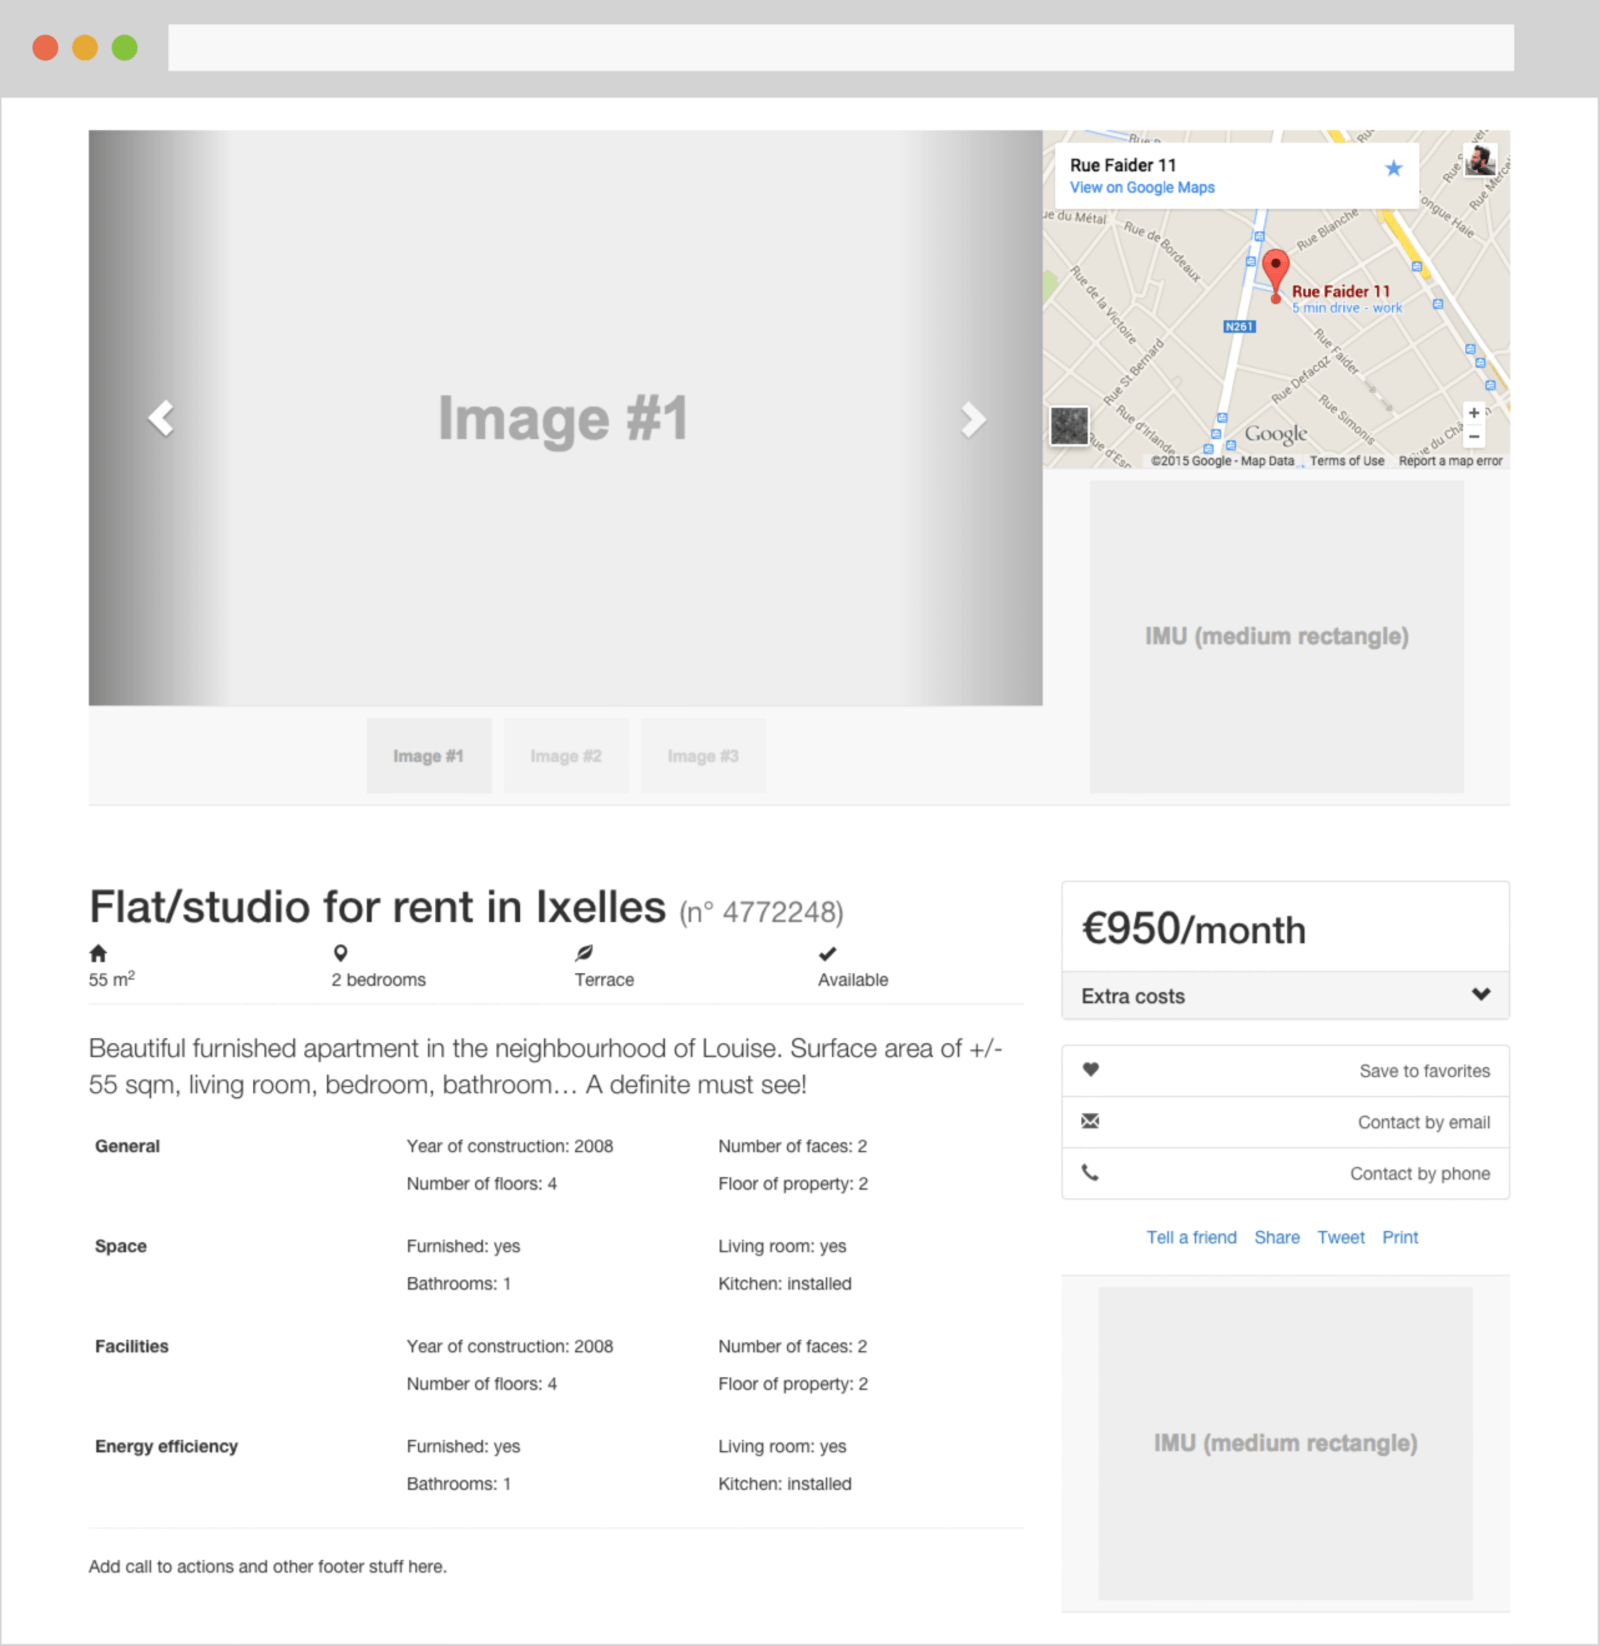 Image #1
Rue Faider 11
View on Google Maps
Rue Blanche
Rue de Bordeaux
Rue de la Victoire
Rue Faider 11
5 min drive - work
N261
Rue Faider
Rue St Bernard
Rue Defacqz
Rue Simonis
Rue d'Irlande
Google
©2015 Google - Map Data
Terms of Use
Report a map error
IMU (medium rectangle)
Image #1
Image #2
Image #3
Flat/studio for rent in Ixelles (n° 4772248)
55 m²
2 bedrooms
Terrace
Available
Beautiful furnished apartment in the neighbourhood of Louise. Surface area of +/-
55 sqm, living room, bedroom, bathroom… A definite must see!
General
Year of construction: 2008
Number of faces: 2
Number of floors: 4
Floor of property: 2
Space
Furnished: yes
Living room: yes
Bathrooms: 1
Kitchen: installed
Facilities
Year of construction: 2008
Number of faces: 2
Number of floors: 4
Floor of property: 2
Energy efficiency
Furnished: yes
Living room: yes
Bathrooms: 1
Kitchen: installed
Add call to actions and other footer stuff here.
€950/month
Extra costs
Save to favorites
Contact by email
Contact by phone
Tell a friend
Share
Tweet
Print
IMU (medium rectangle)